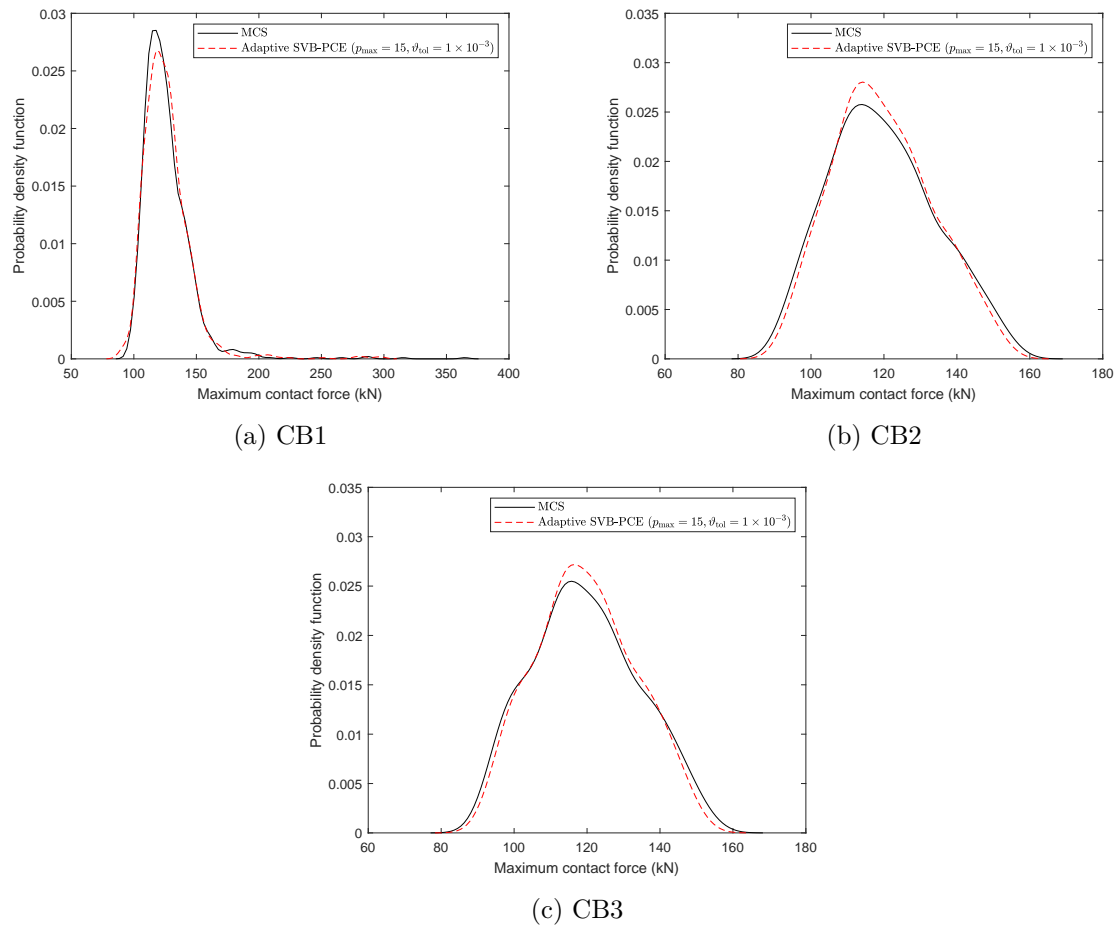 0.03
0.025
0.02
0.015
0.01
0.005
0
Probability density function
MCS
Adaptive SVB-PCE (p_max = 15, ϑ_tol = 1 × 10^−3)
50 100 150 200 250 300 350 400
Maximum contact force (kN)
(a) CB1
0.035
0.03
0.025
0.02
0.015
0.01
0.005
0
Probability density function
MCS
Adaptive SVB-PCE (p_max = 15, ϑ_tol = 1 × 10^−3)
60 80 100 120 140 160 180
Maximum contact force (kN)
(b) CB2
0.035
0.03
0.025
0.02
0.015
0.01
0.005
0
Probability density function
MCS
Adaptive SVB-PCE (p_max = 15, ϑ_tol = 1 × 10^−3)
60 80 100 120 140 160 180
Maximum contact force (kN)
(c) CB3